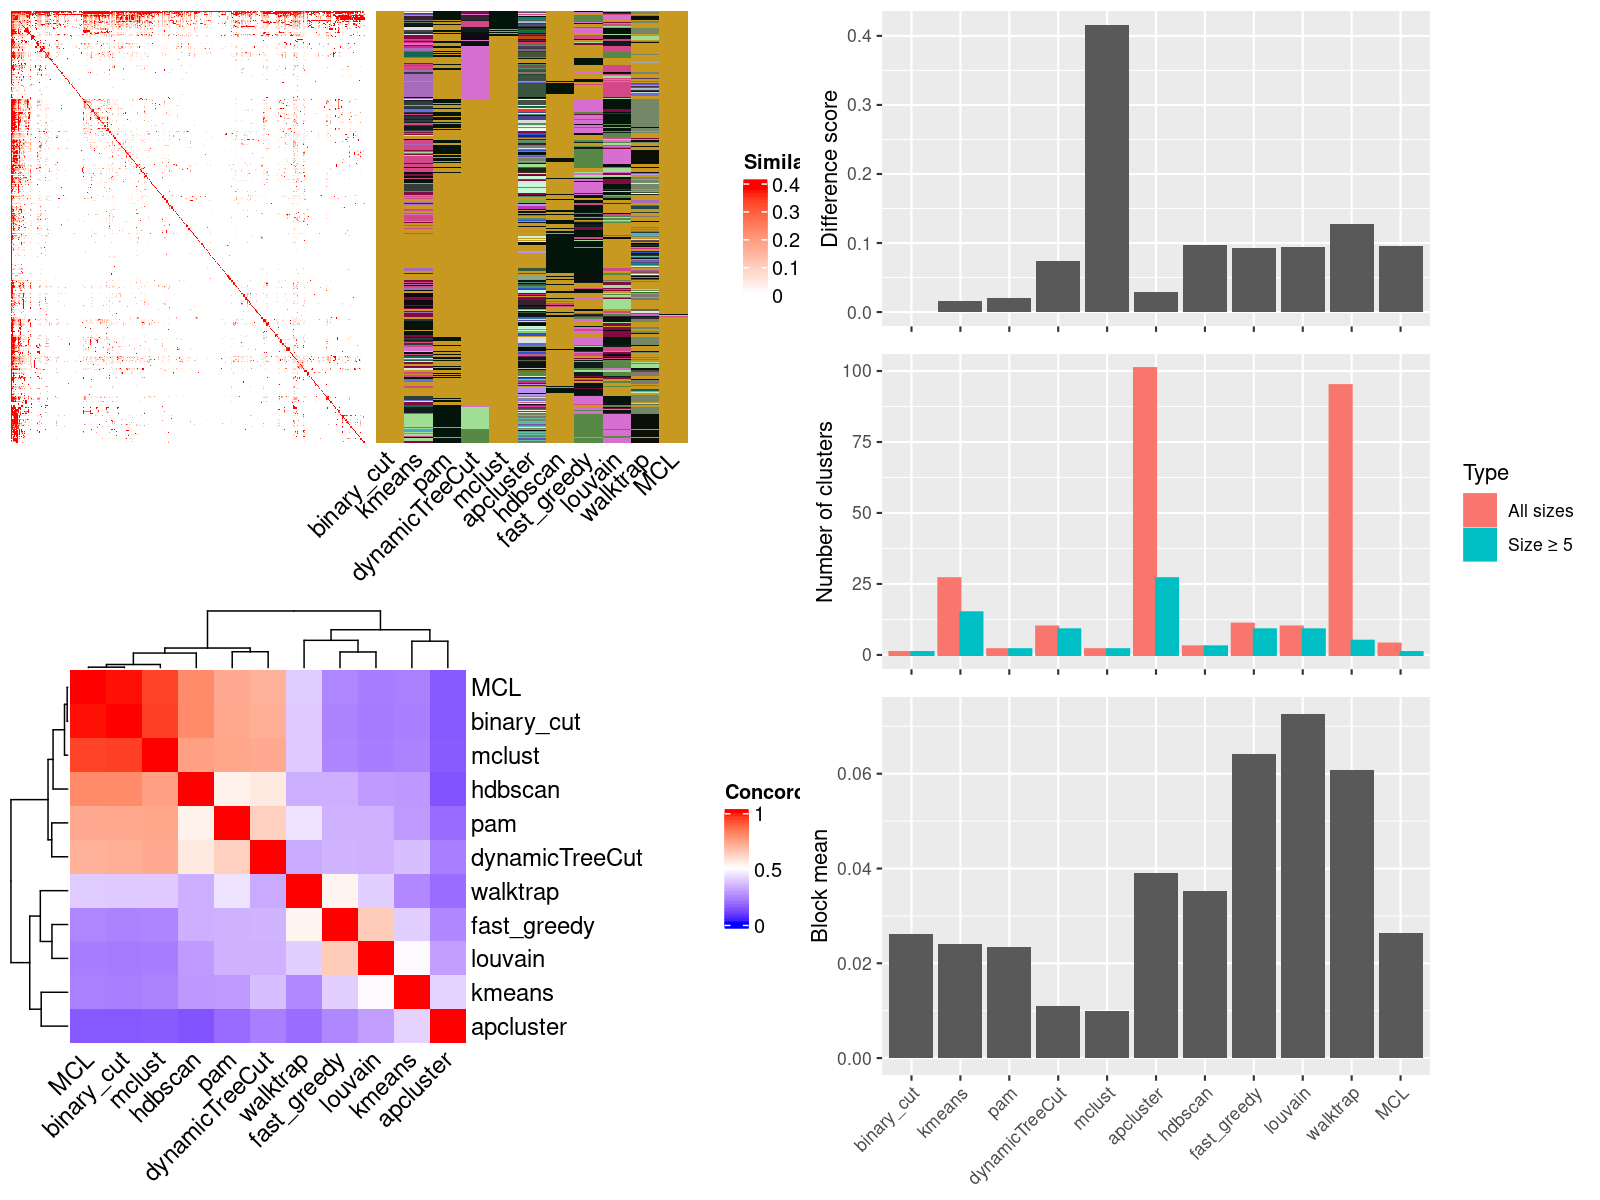 Simila
0.4
0.3
0.2
0.1
0
binary_cut
kmeans
pam
dynamicTreeCut
mclust
apcluster
hdbscan
fast_greedy
louvain
walktrap
MCL
Difference score
0.4
0.3
0.2
0.1
0.0
Number of clusters
100
75
50
25
0
Type
All sizes
Size ≥ 5
MCL
binary_cut
mclust
hdbscan
pam
dynamicTreeCut
walktrap
fast_greedy
louvain
kmeans
apcluster
MCL
binary_cut
mclust
hdbscan
pam
dynamicTreeCut
walktrap
fast_greedy
louvain
kmeans
apcluster
Concord
1
0.5
0
Block mean
0.06
0.04
0.02
0.00
binary_cut
kmeans
pam
dynamicTreeCut
mclust
apcluster
hdbscan
fast_greedy
louvain
walktrap
MCL